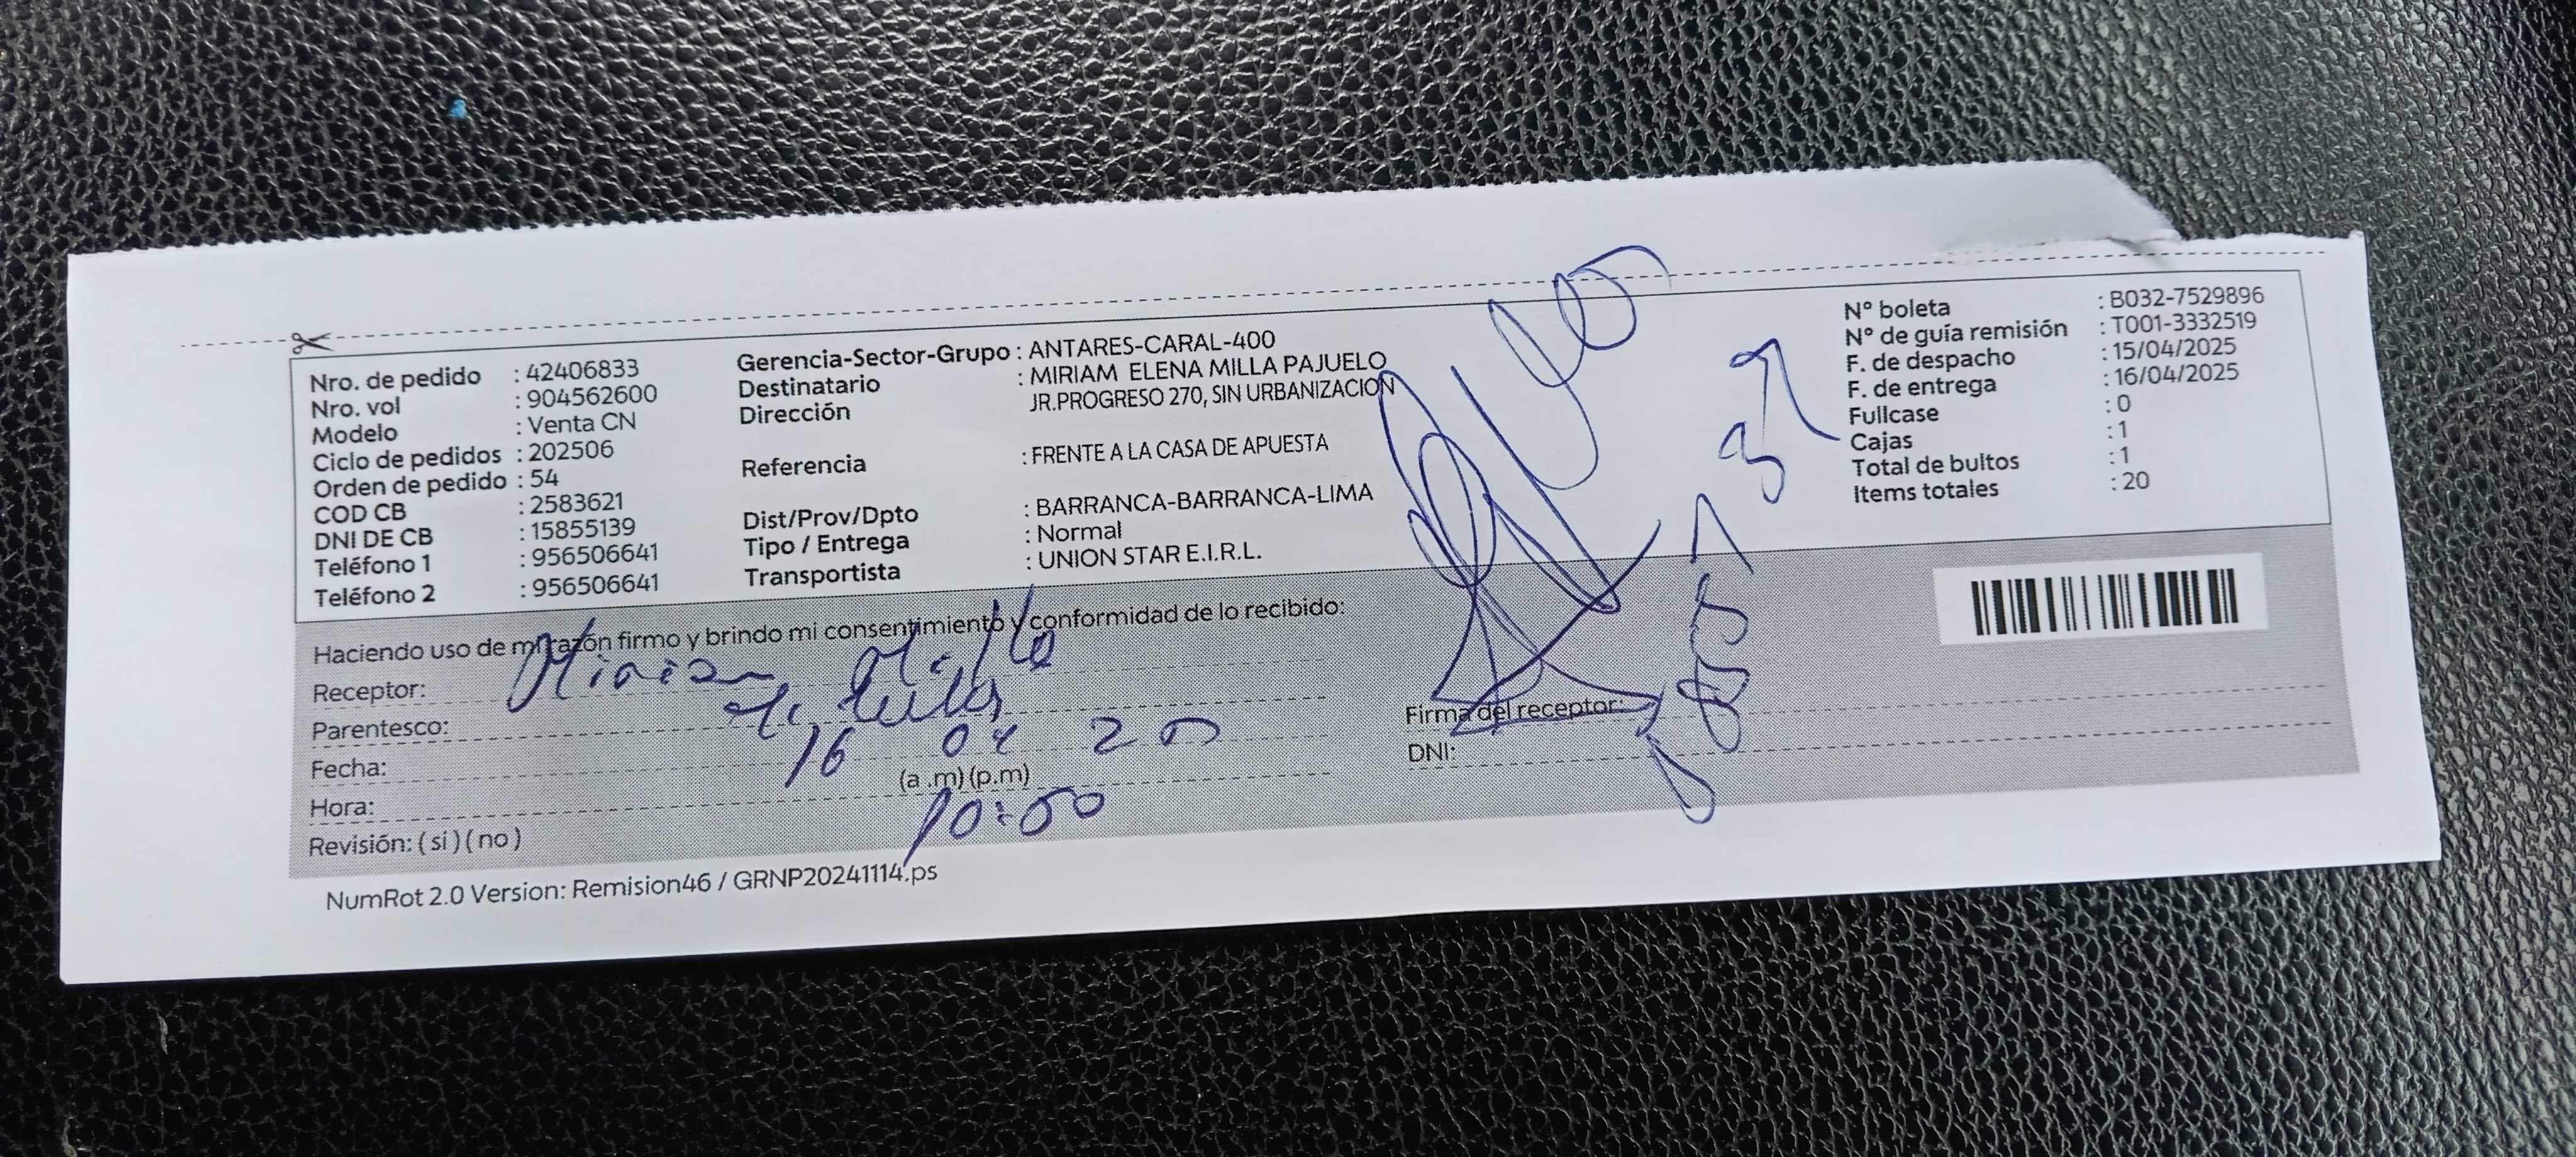 Nro. de pedido : 42406833
Nro. vol : 904562600
Modelo : Venta CN
Ciclo de pedidos : 202506
Orden de pedido : 54
COD CB : 2583621
DNI DE CB : 15855139
Teléfono 1 : 956506641
Teléfono 2 : 956506641
Gerencia-Sector-Grupo : ANTARES-CARAL-400
Destinatario : MIRIAM ELENA MILLA PAJUELO
Dirección JR.PROGRESO 270, SIN URBANIZACION
Referencia : FRENTE A LA CASA DE APUESTA
Dist/Prov/Dpto : BARRANCA-BARRANCA-LIMA
Tipo / Entrega : Normal
Transportista : UNION STAR E.I.R.L.
N° boleta : B032-7529896
N° de guía remisión : T001-3332519
F. de despacho : 15/04/2025
F. de entrega : 16/04/2025
Fullcase : 0
Cajas : 1
Total de bultos : 1
Items totales : 20
Haciendo uso de mi razón firmo y brindo mi consentimiento y conformidad de lo recibido:
Receptor: Miriam Milla
Parentesco:
Fecha: 16 04
Hora: (a .m) (p.m) 10:00
Revisión: ( si ) ( no )
Firma del receptor:
DNI:
NumRot 2.0 Version: Remision46 / GRNP20241114.ps